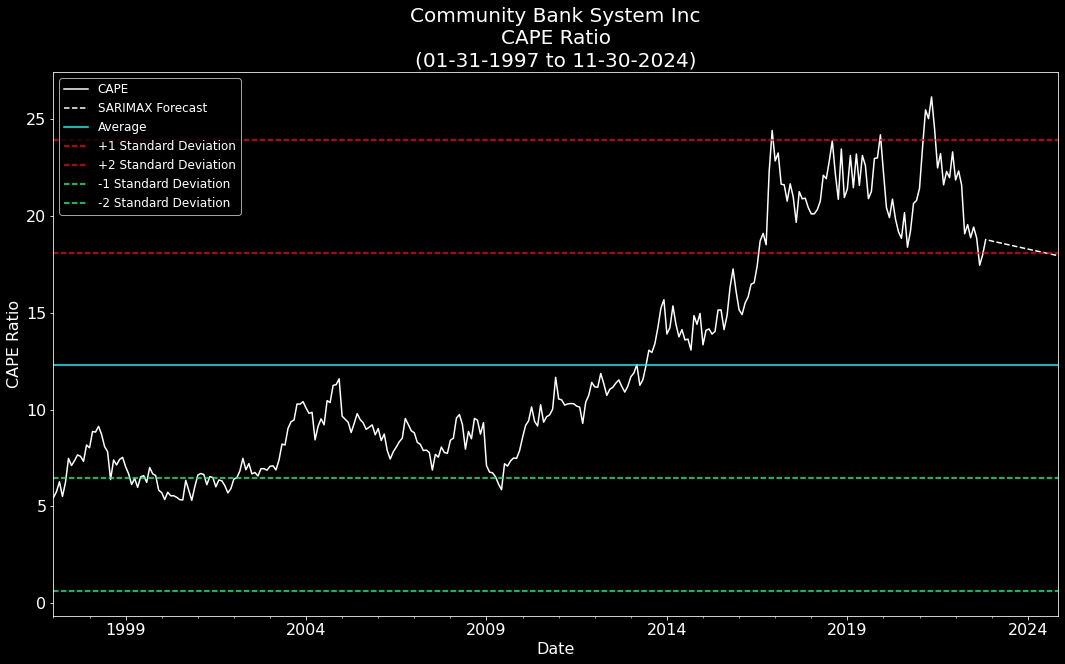 Community Bank System Inc
CAPE Ratio
(01-31-1997 to 11-30-2024)
CAPE
SARIMAX Forecast
Average
+1 Standard Deviation
+2 Standard Deviation
-1 Standard Deviation
-2 Standard Deviation
25
20
15
10
5
0
CAPE Ratio
1999
2004
2009
2014
2019
2024
Date